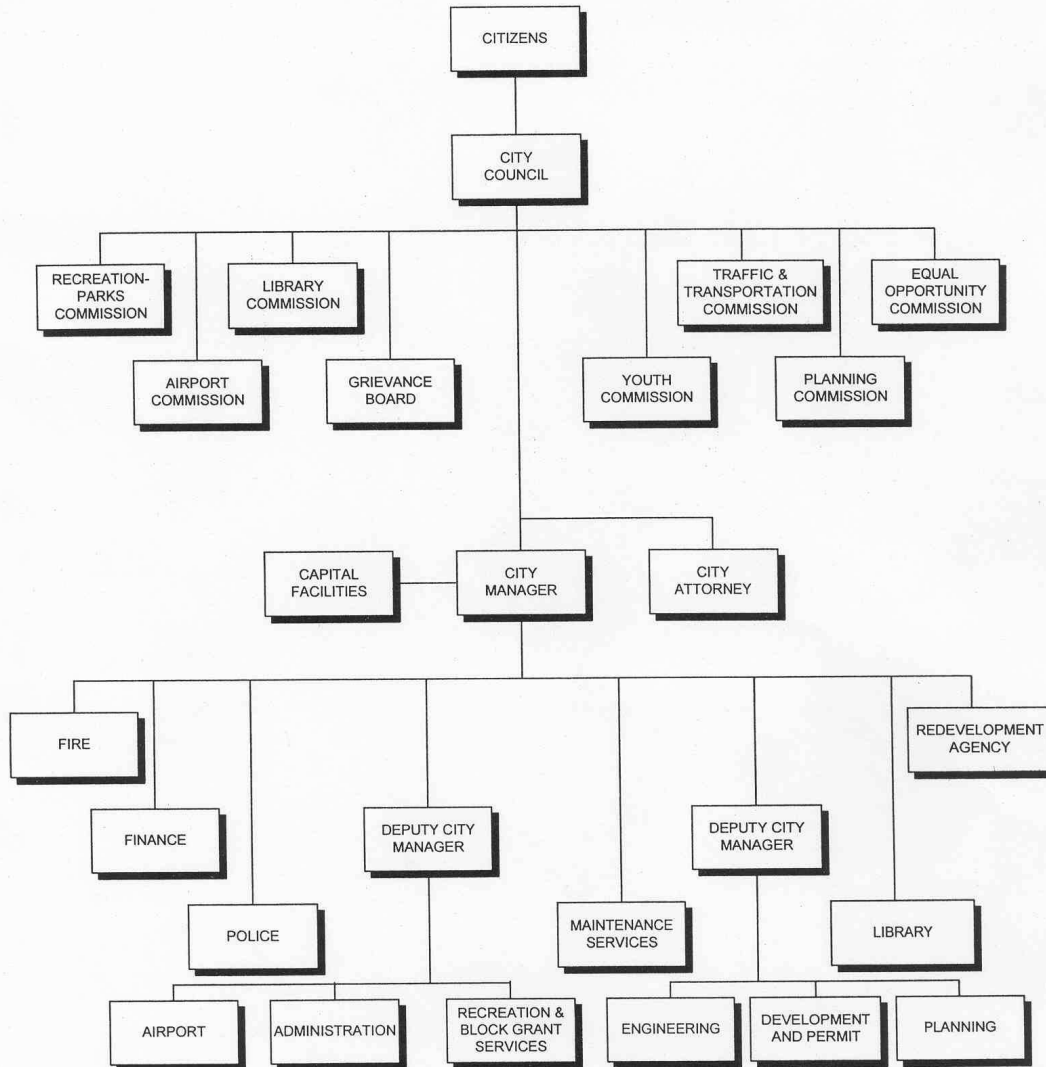 CITIZENS
CITY
COUNCIL
RECREATION-
PARKS
COMMISSION
LIBRARY
COMMISSION
TRAFFIC &
TRANSPORTATION
COMMISSION
EQUAL
OPPORTUNITY
COMMISSION
AIRPORT
COMMISSION
GRIEVANCE
BOARD
YOUTH
COMMISSION
PLANNING
COMMISSION
CAPITAL
FACILITIES
CITY
MANAGER
CITY
ATTORNEY
FIRE
REDEVELOPMENT
AGENCY
FINANCE
DEPUTY CITY
MANAGER
DEPUTY CITY
MANAGER
POLICE
MAINTENANCE
SERVICES
LIBRARY
AIRPORT
ADMINISTRATION
RECREATION &
BLOCK GRANT
SERVICES
ENGINEERING
DEVELOPMENT
AND PERMIT
PLANNING